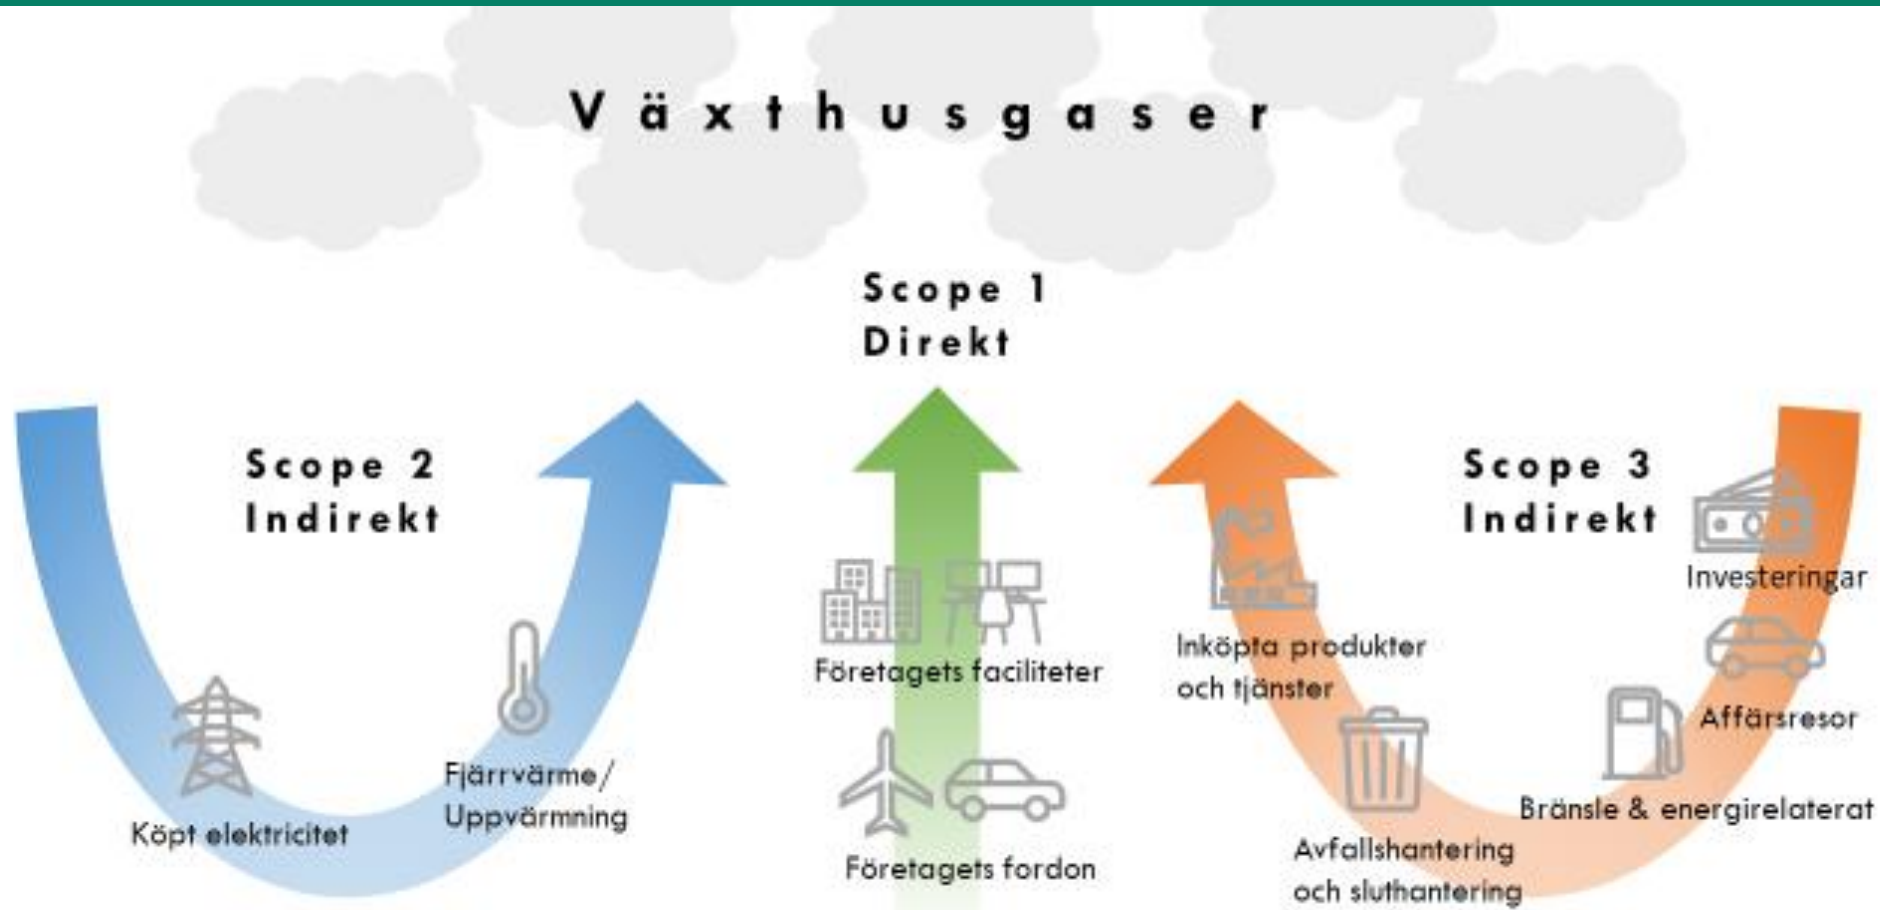 Växthusgaser
Scope 1
Direkt
Scope 2
Indirekt
Scope 3
Indirekt
Investeringar
Inköpta produkter
och tjänster
Företagets faciliteter
Affärsresor
Fjärrvärme/
Uppvärmning
Bränsle & energirelaterat
Köpt elektricitet
Företagets fordon
Avfallshantering
och sluthantering